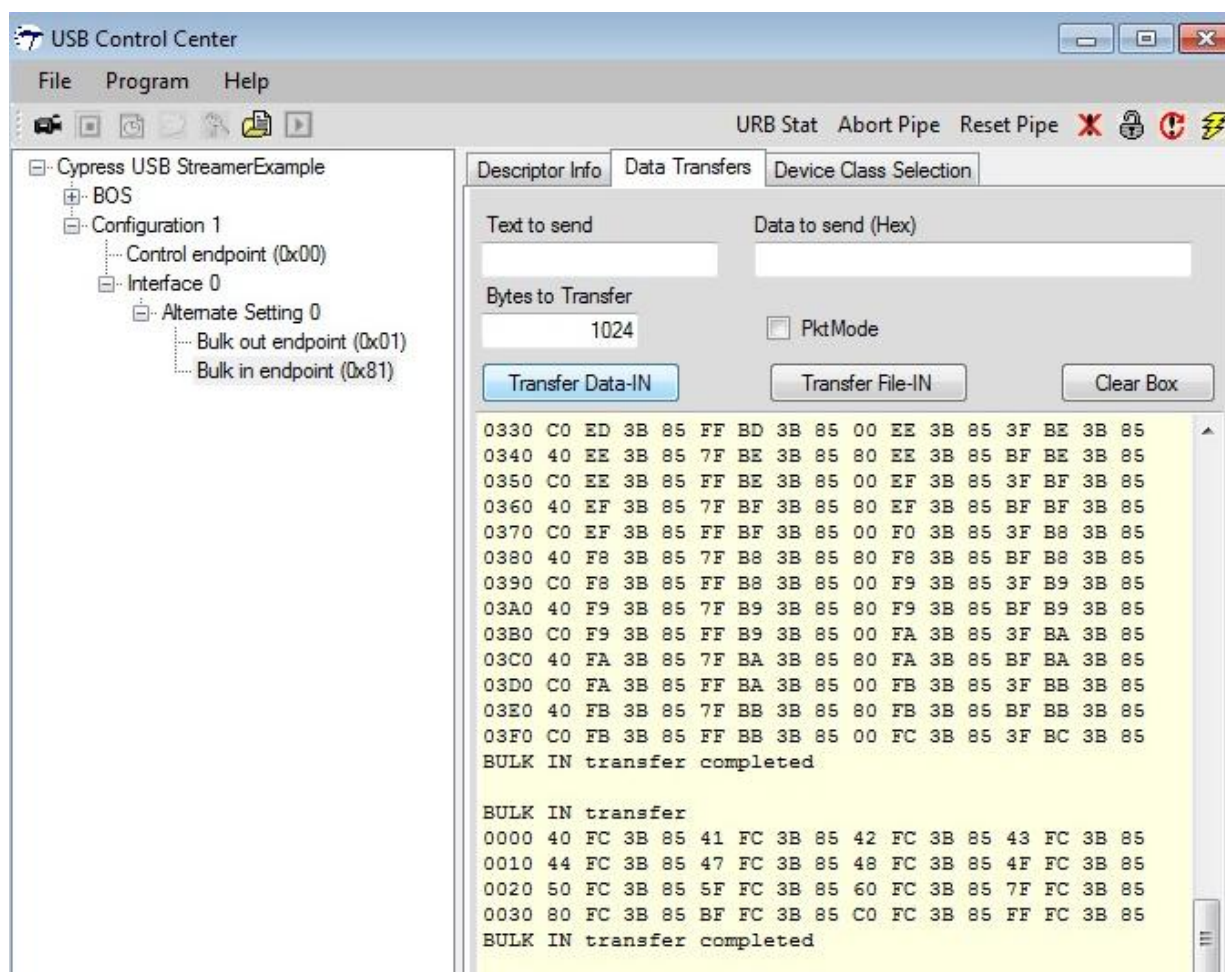 USB Control Center
File Program Help
URB Stat Abort Pipe Reset Pipe
Cypress USB StreamerExample
BOS
Configuration 1
Control endpoint (0x00)
Interface 0
Alternate Setting 0
Bulk out endpoint (0x01)
Bulk in endpoint (0x81)
Descriptor Info Data Transfers Device Class Selection
Text to send Data to send (Hex)
Bytes to Transfer
1024 PktMode
Transfer Data-IN Transfer File-IN Clear Box
0330 C0 ED 3B 85 FF BD 3B 85 00 EE 3B 85 3F BE 3B 85
0340 40 EE 3B 85 7F BE 3B 85 80 EE 3B 85 BF BE 3B 85
0350 C0 EE 3B 85 FF BE 3B 85 00 EF 3B 85 3F BF 3B 85
0360 40 EF 3B 85 7F BF 3B 85 80 EF 3B 85 BF BF 3B 85
0370 C0 EF 3B 85 FF BF 3B 85 00 F0 3B 85 3F B8 3B 85
0380 40 F8 3B 85 7F B8 3B 85 80 F8 3B 85 BF B8 3B 85
0390 C0 F8 3B 85 FF B8 3B 85 00 F9 3B 85 3F B9 3B 85
03A0 40 F9 3B 85 7F B9 3B 85 80 F9 3B 85 BF B9 3B 85
03B0 C0 F9 3B 85 FF B9 3B 85 00 FA 3B 85 3F BA 3B 85
03C0 40 FA 3B 85 7F BA 3B 85 80 FA 3B 85 BF BA 3B 85
03D0 C0 FA 3B 85 FF BA 3B 85 00 FB 3B 85 3F BB 3B 85
03E0 40 FB 3B 85 7F BB 3B 85 80 FB 3B 85 BF BB 3B 85
03F0 C0 FB 3B 85 FF BB 3B 85 00 FC 3B 85 3F BC 3B 85
BULK IN transfer completed
BULK IN transfer
0000 40 FC 3B 85 41 FC 3B 85 42 FC 3B 85 43 FC 3B 85
0010 44 FC 3B 85 47 FC 3B 85 48 FC 3B 85 4F FC 3B 85
0020 50 FC 3B 85 5F FC 3B 85 60 FC 3B 85 7F FC 3B 85
0030 80 FC 3B 85 BF FC 3B 85 C0 FC 3B 85 FF FC 3B 85
BULK IN transfer completed